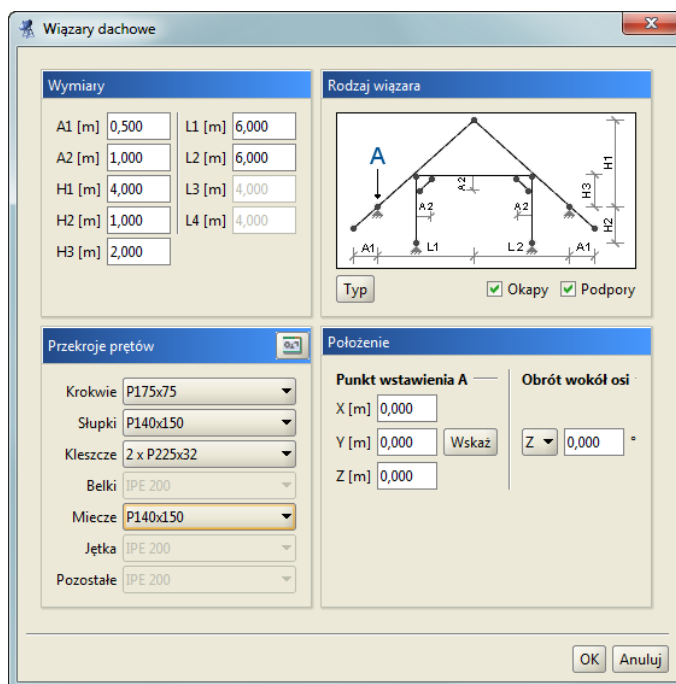 Wiązary dachowe
Wymiary
A1 [m] 0,500 L1 [m] 6,000
A2 [m] 1,000 L2 [m] 6,000
H1 [m] 4,000 L3 [m] 4,000
H2 [m] 1,000 L4 [m] 4,000
H3 [m] 2,000
Rodzaj wiązara
A
A2
A2 A2
H1
H3
H2
A1 L1 L2 A1
Typ Okapy Podpory
Przekroje prętów
Krokwie P175x75
Słupki P140x150
Kleszcze 2 x P225x32
Belki IPE 200
Miecze P140x150
Jętka IPE 200
Pozostałe IPE 200
Położenie
Punkt wstawienia A Obrót wokół osi
X [m] 0,000
Y [m] 0,000 Wskaż Z 0,000 °
Z [m] 0,000
OK Anuluj